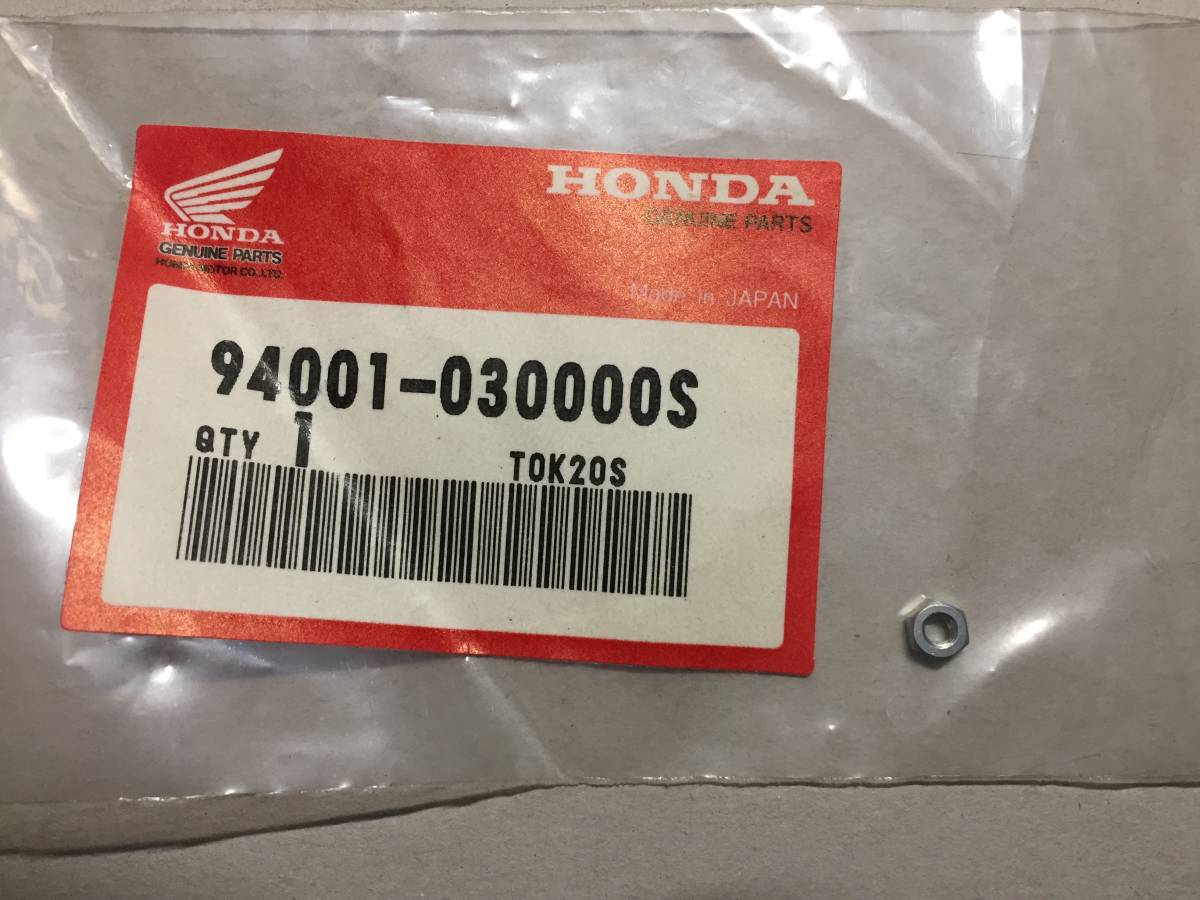 HONDA
GENUINE PARTS
HONDA MOTOR CO.,LTD.
HONDA
GENUINE PARTS
Made in JAPAN
94001-030000S
QTY 1
TOK20S